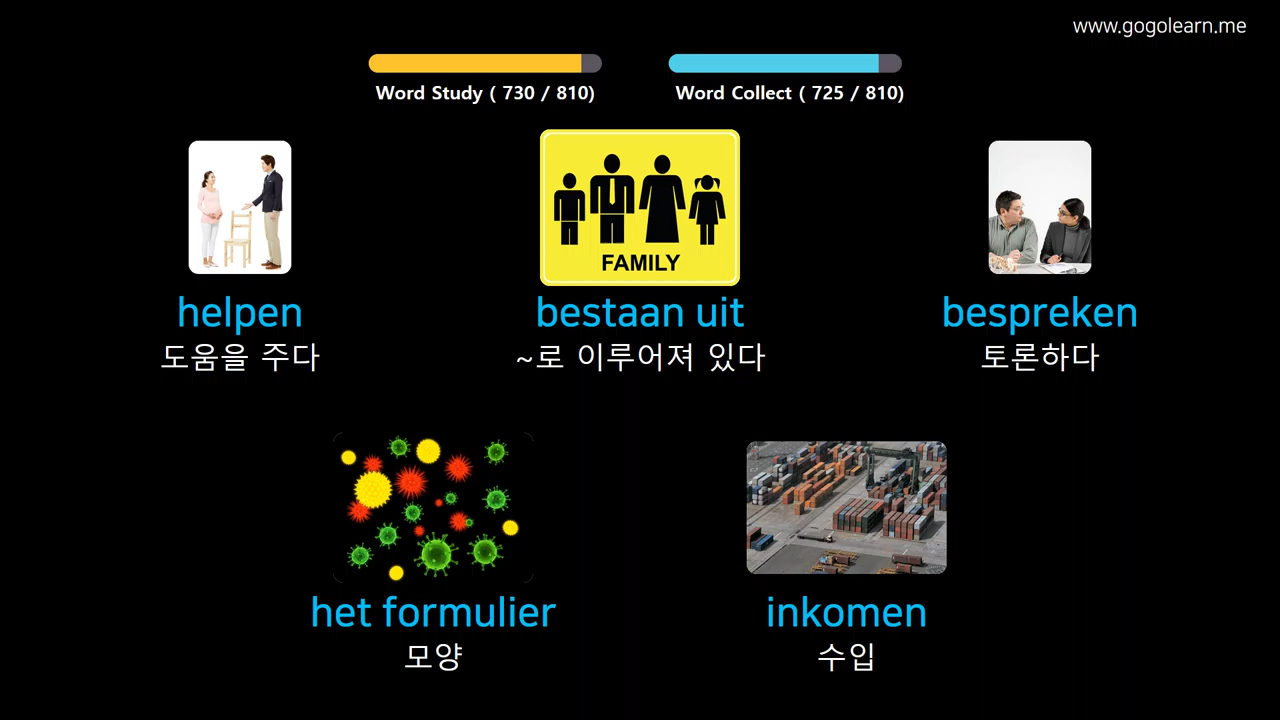 www.gogolearn.me
Word Study ( 730 / 810)
Word Collect ( 725 / 810)
FAMILY
helpen
도움을 주다
bestaan uit
~로 이루어져 있다
bespreken
토론하다
het formulier
모양
inkomen
수입